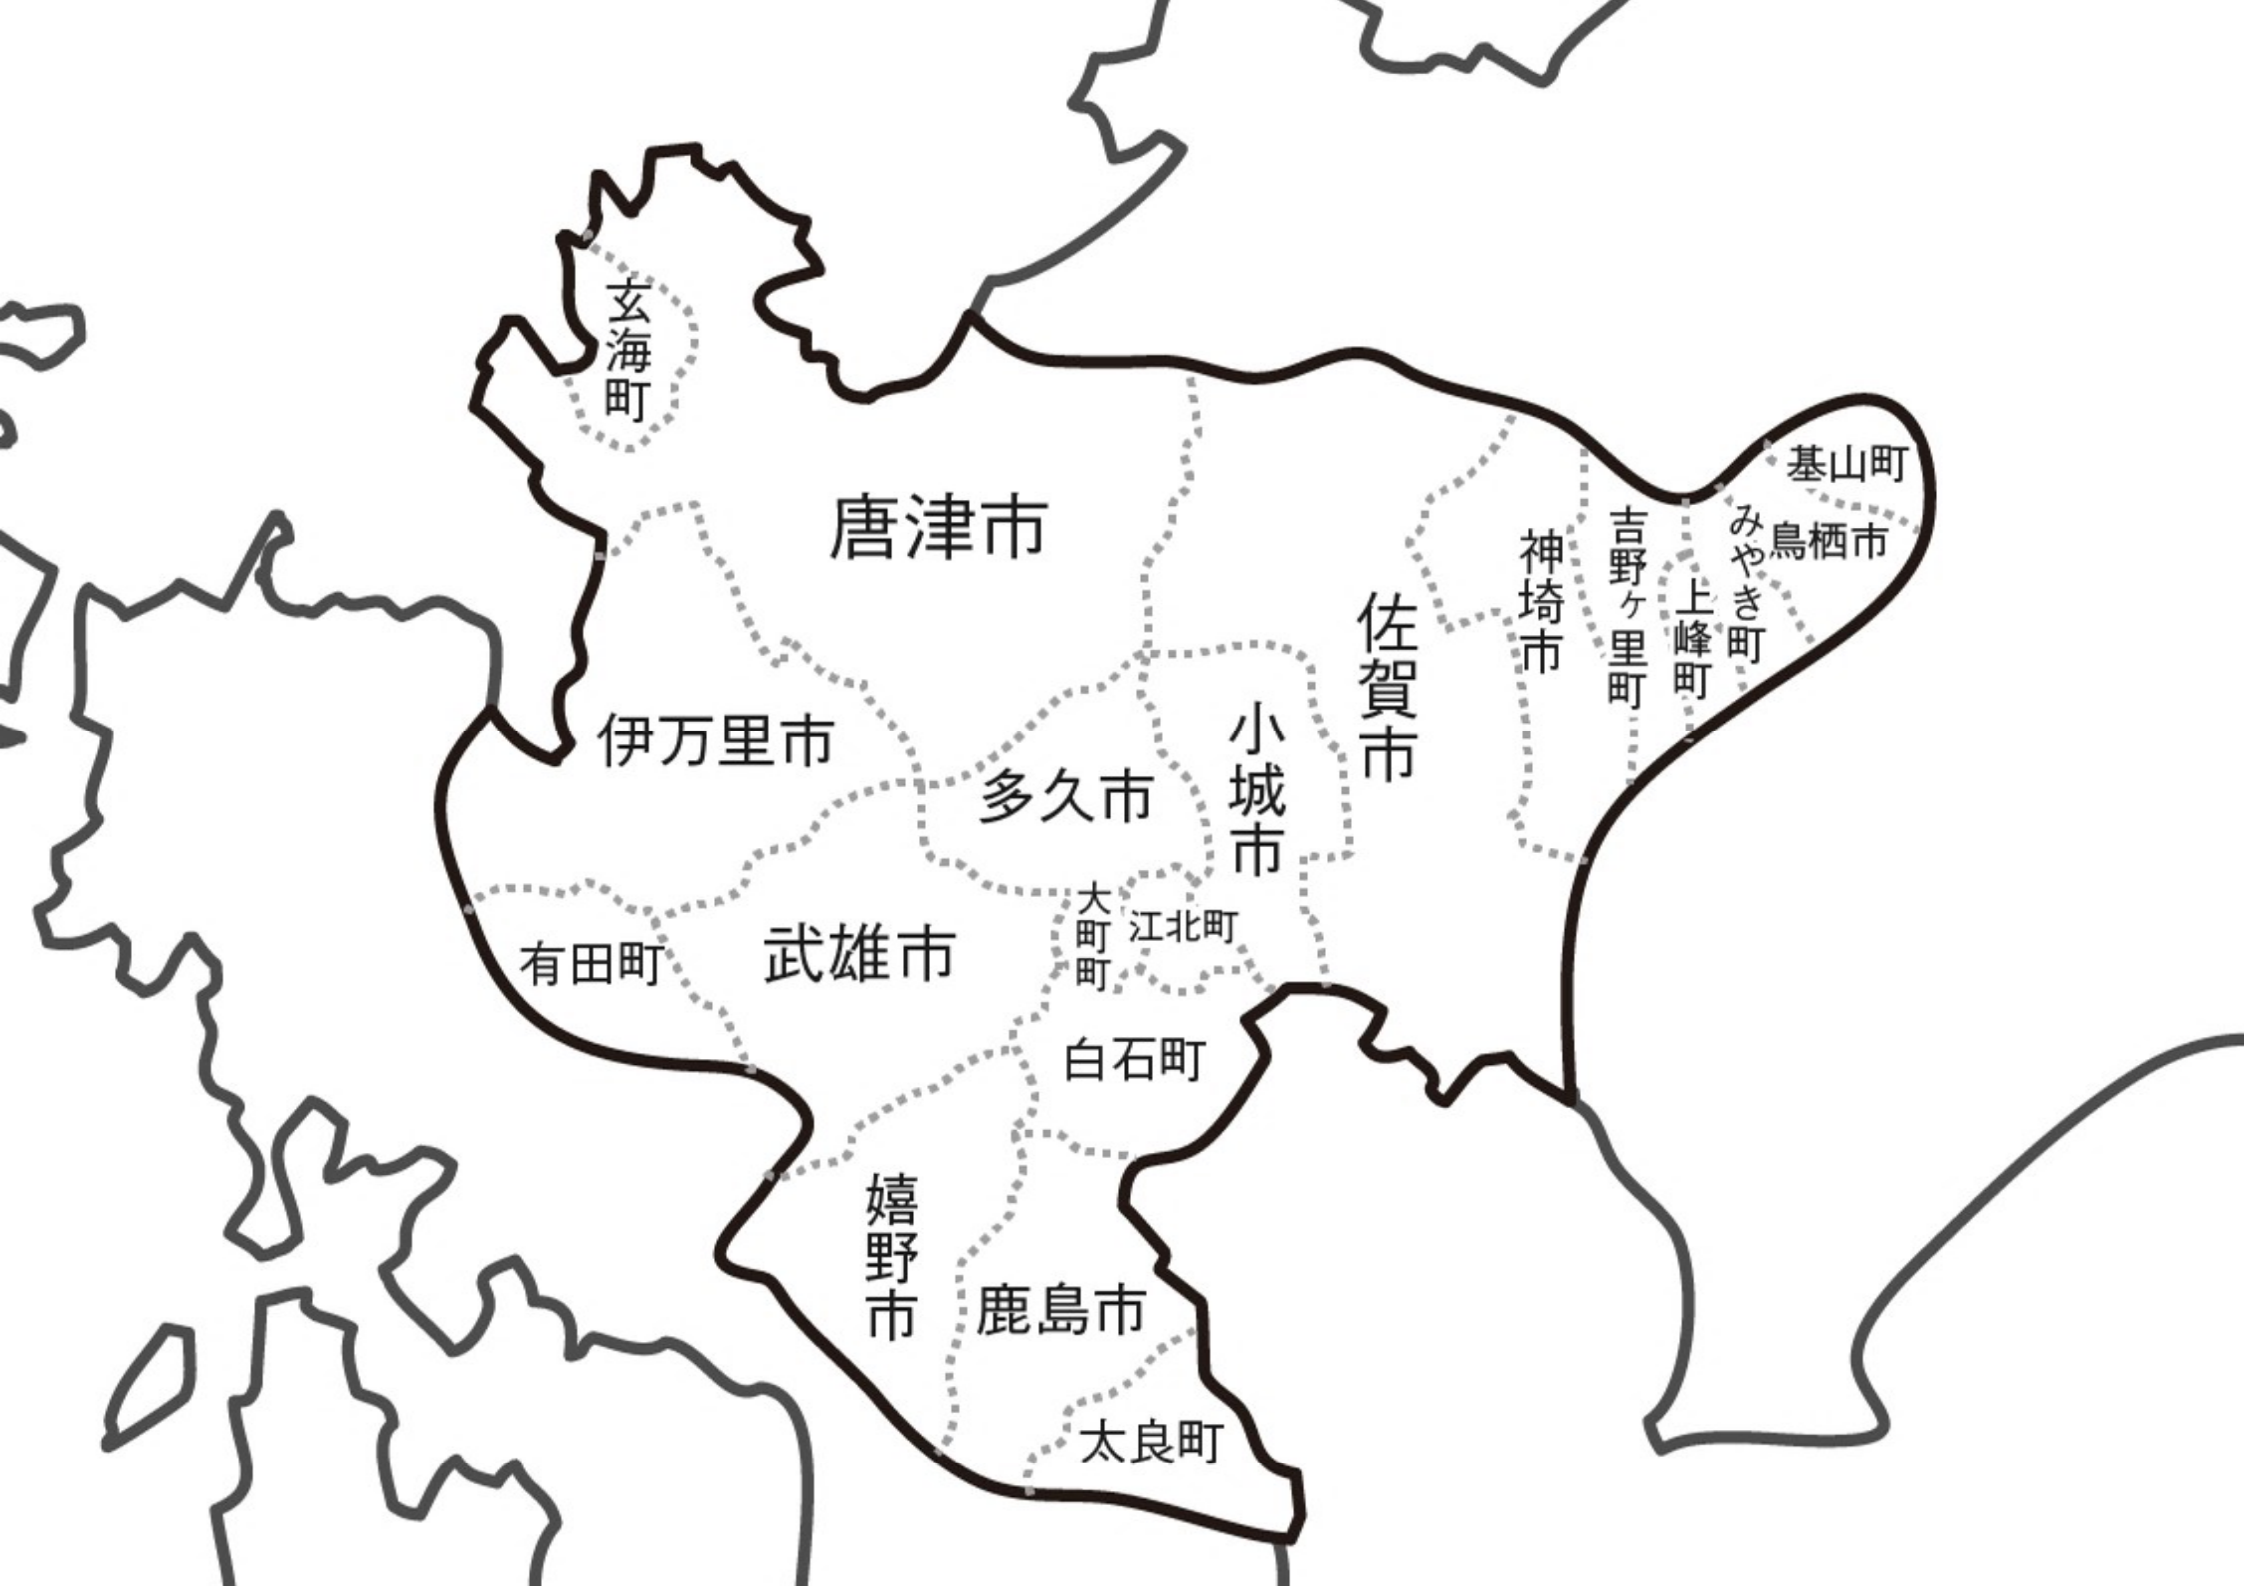 玄海町
唐津市
基山町
鳥栖市
みやき町
上峰町
吉野ヶ里町
神埼市
佐賀市
小城市
多久市
伊万里市
大町町
江北町
武雄市
有田町
白石町
嬉野市
鹿島市
太良町